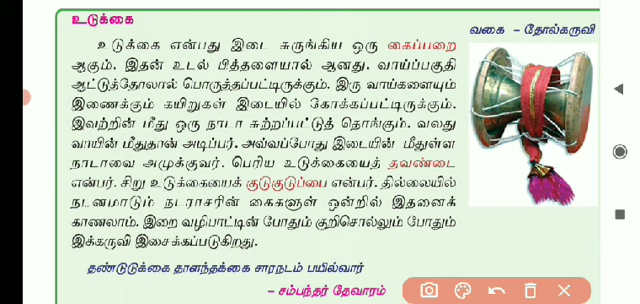 உடுக்கை
வகை – தோல்கருவி
உடுக்கை என்பது இடை சுருங்கிய ஒரு கைப்பறை
ஆகும். இதன் உடல் பித்தளையால் ஆனது. வாய்ப்பகுதி
ஆட்டுத்தோலால் பொருத்தப்பட்டிருக்கும். இரு வாய்களையும்
இணைக்கும் கயிறுகள் இடையில் கோக்கப்பட்டிருக்கும்.
இவற்றின் மீது ஒரு நாடா சுற்றப்பட்டுத் தொங்கும். வலது
வாயின் மீதுதான் அடிப்பர். அவ்வப்போது இடையின் மீதுள்ள
நாடாவை அமுக்குவர். பெரிய உடுக்கையைத் தவண்டை
என்பர். சிறு உடுக்கையைக் குடுகுடுப்பை என்பர். தில்லையில்
நடனமாடும் நடராசரின் கைகளுள் ஒன்றில் இதனைக்
காணலாம். இறை வழிபாட்டின் போதும் குறிசொல்லும் போதும்
இக்கருவி இசைக்கப்படுகிறது.
தண்டுடுக்கை தாளந்தக்கை சாரநடம் பயில்வார்
– சம்பந்தர் தேவாரம்